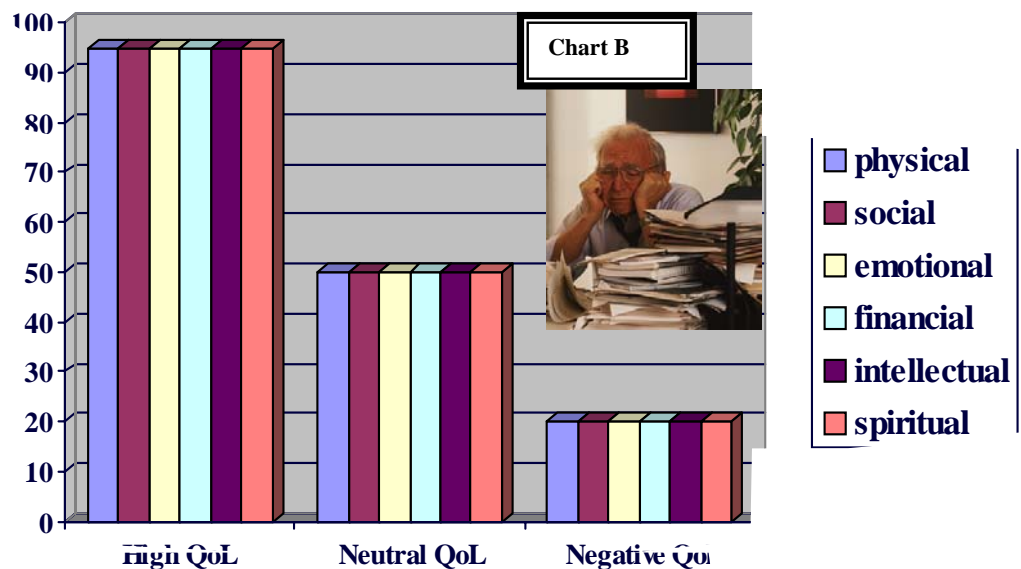 Chart B
100
90
80
70
60
50
40
30
20
10
0
High QoL
Neutral QoL
Negative QoL
physical
social
emotional
financial
intellectual
spiritual